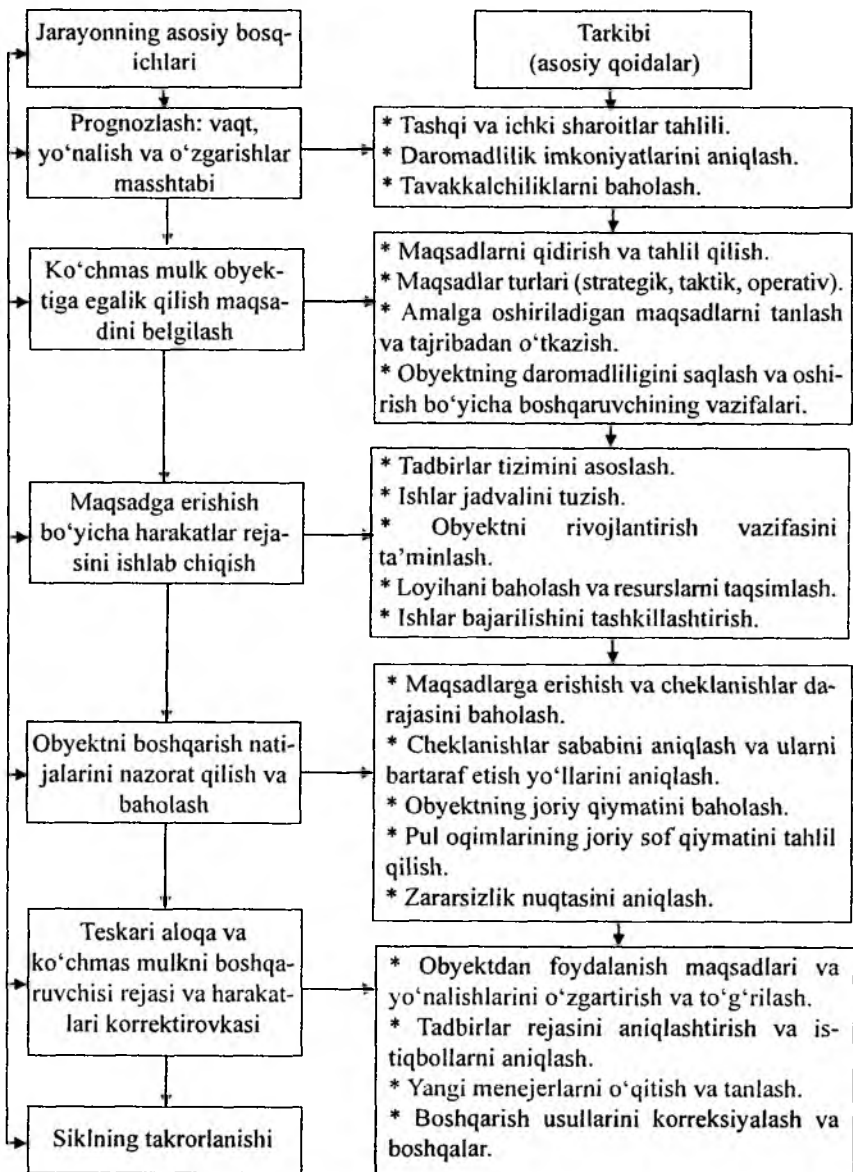 Jarayonning asosiy bosq-
ichlari
Tarkibi
(asosiy qoidalar)
Prognozlash: vaqt,
yo‘nalish va o‘zgarishlar
masshtabi
* Tashqi va ichki sharoitlar tahlili.
* Daromadlilik imkoniyatlarini aniqlash.
* Tavakkalchiliklarni baholash.
Ko‘chmas mulk obyek-
tiga egalik qilish maqsa-
dini belgilash
* Maqsadlarni qidirish va tahlil qilish.
* Maqsadlar turlari (strategik, taktik, operativ).
* Amalga oshiriladigan maqsadlarni tanlash
va tajribadan o‘tkazish.
* Obyektning daromadliligini saqlash va oshi-
rish bo‘yicha boshqaruvchining vazifalari.
Maqsadga erishish
bo‘yicha harakatlar reja-
sini ishlab chiqish
* Tadbirlar tizimini asoslash.
* Ishlar jadvalini tuzish.
* Obyektni rivojlantirish vazifasini
ta’minlash.
* Loyihani baholash va resurslarni taqsimlash.
* Ishlar bajarilishini tashkillashtirish.
Obyektni boshqarish nati-
jalarini nazorat qilish va
baholash
* Maqsadlarga erishish va cheklanishlar da-
rajasini baholash.
* Cheklanishlar sababini aniqlash va ularni
bartaraf etish yo‘llarini aniqlash.
* Obyektning joriy qiymatini baholash.
* Pul oqimlarining joriy sof qiymatini tahlil
qilish.
* Zararsizlik nuqtasini aniqlash.
Teskari aloqa va
ko‘chmas mulkni boshqa-
ruvchisi rejasi va harakat-
lari korrektirovkasi
* Obyektdan foydalanish maqsadlari va
yo‘nalishlarini o‘zgartirish va to‘g‘rilash.
* Tadbirlar rejasini aniqlashtirish va is-
tiqbollarni aniqlash.
* Yangi menejerlarni o‘qitish va tanlash.
* Boshqarish usullarini korreksiyalash va
boshqalar.
Siklning takrorlanishi